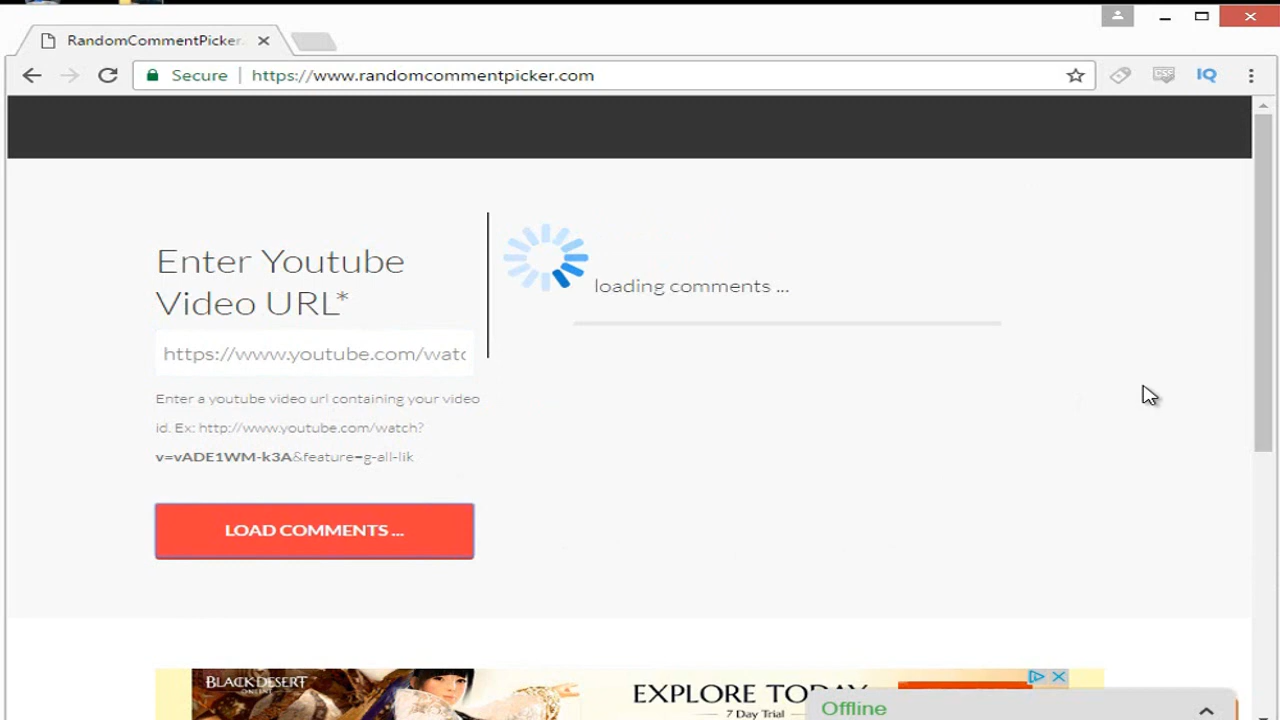 RandomCommentPicker.
Secure
https://www.randomcommentpicker.com
CSS
IQ
Enter Youtube
Video URL*
https://www.youtube.com/watc
Enter a youtube video url containing your video
id. Ex: http://www.youtube.com/watch?
v=vADE1WM-k3A&feature=g-all-lik
LOAD COMMENTS ...
loading comments ...
BLACK DESERT
ONLINE
EXPLORE TODAY
7 Day Trial
Offline